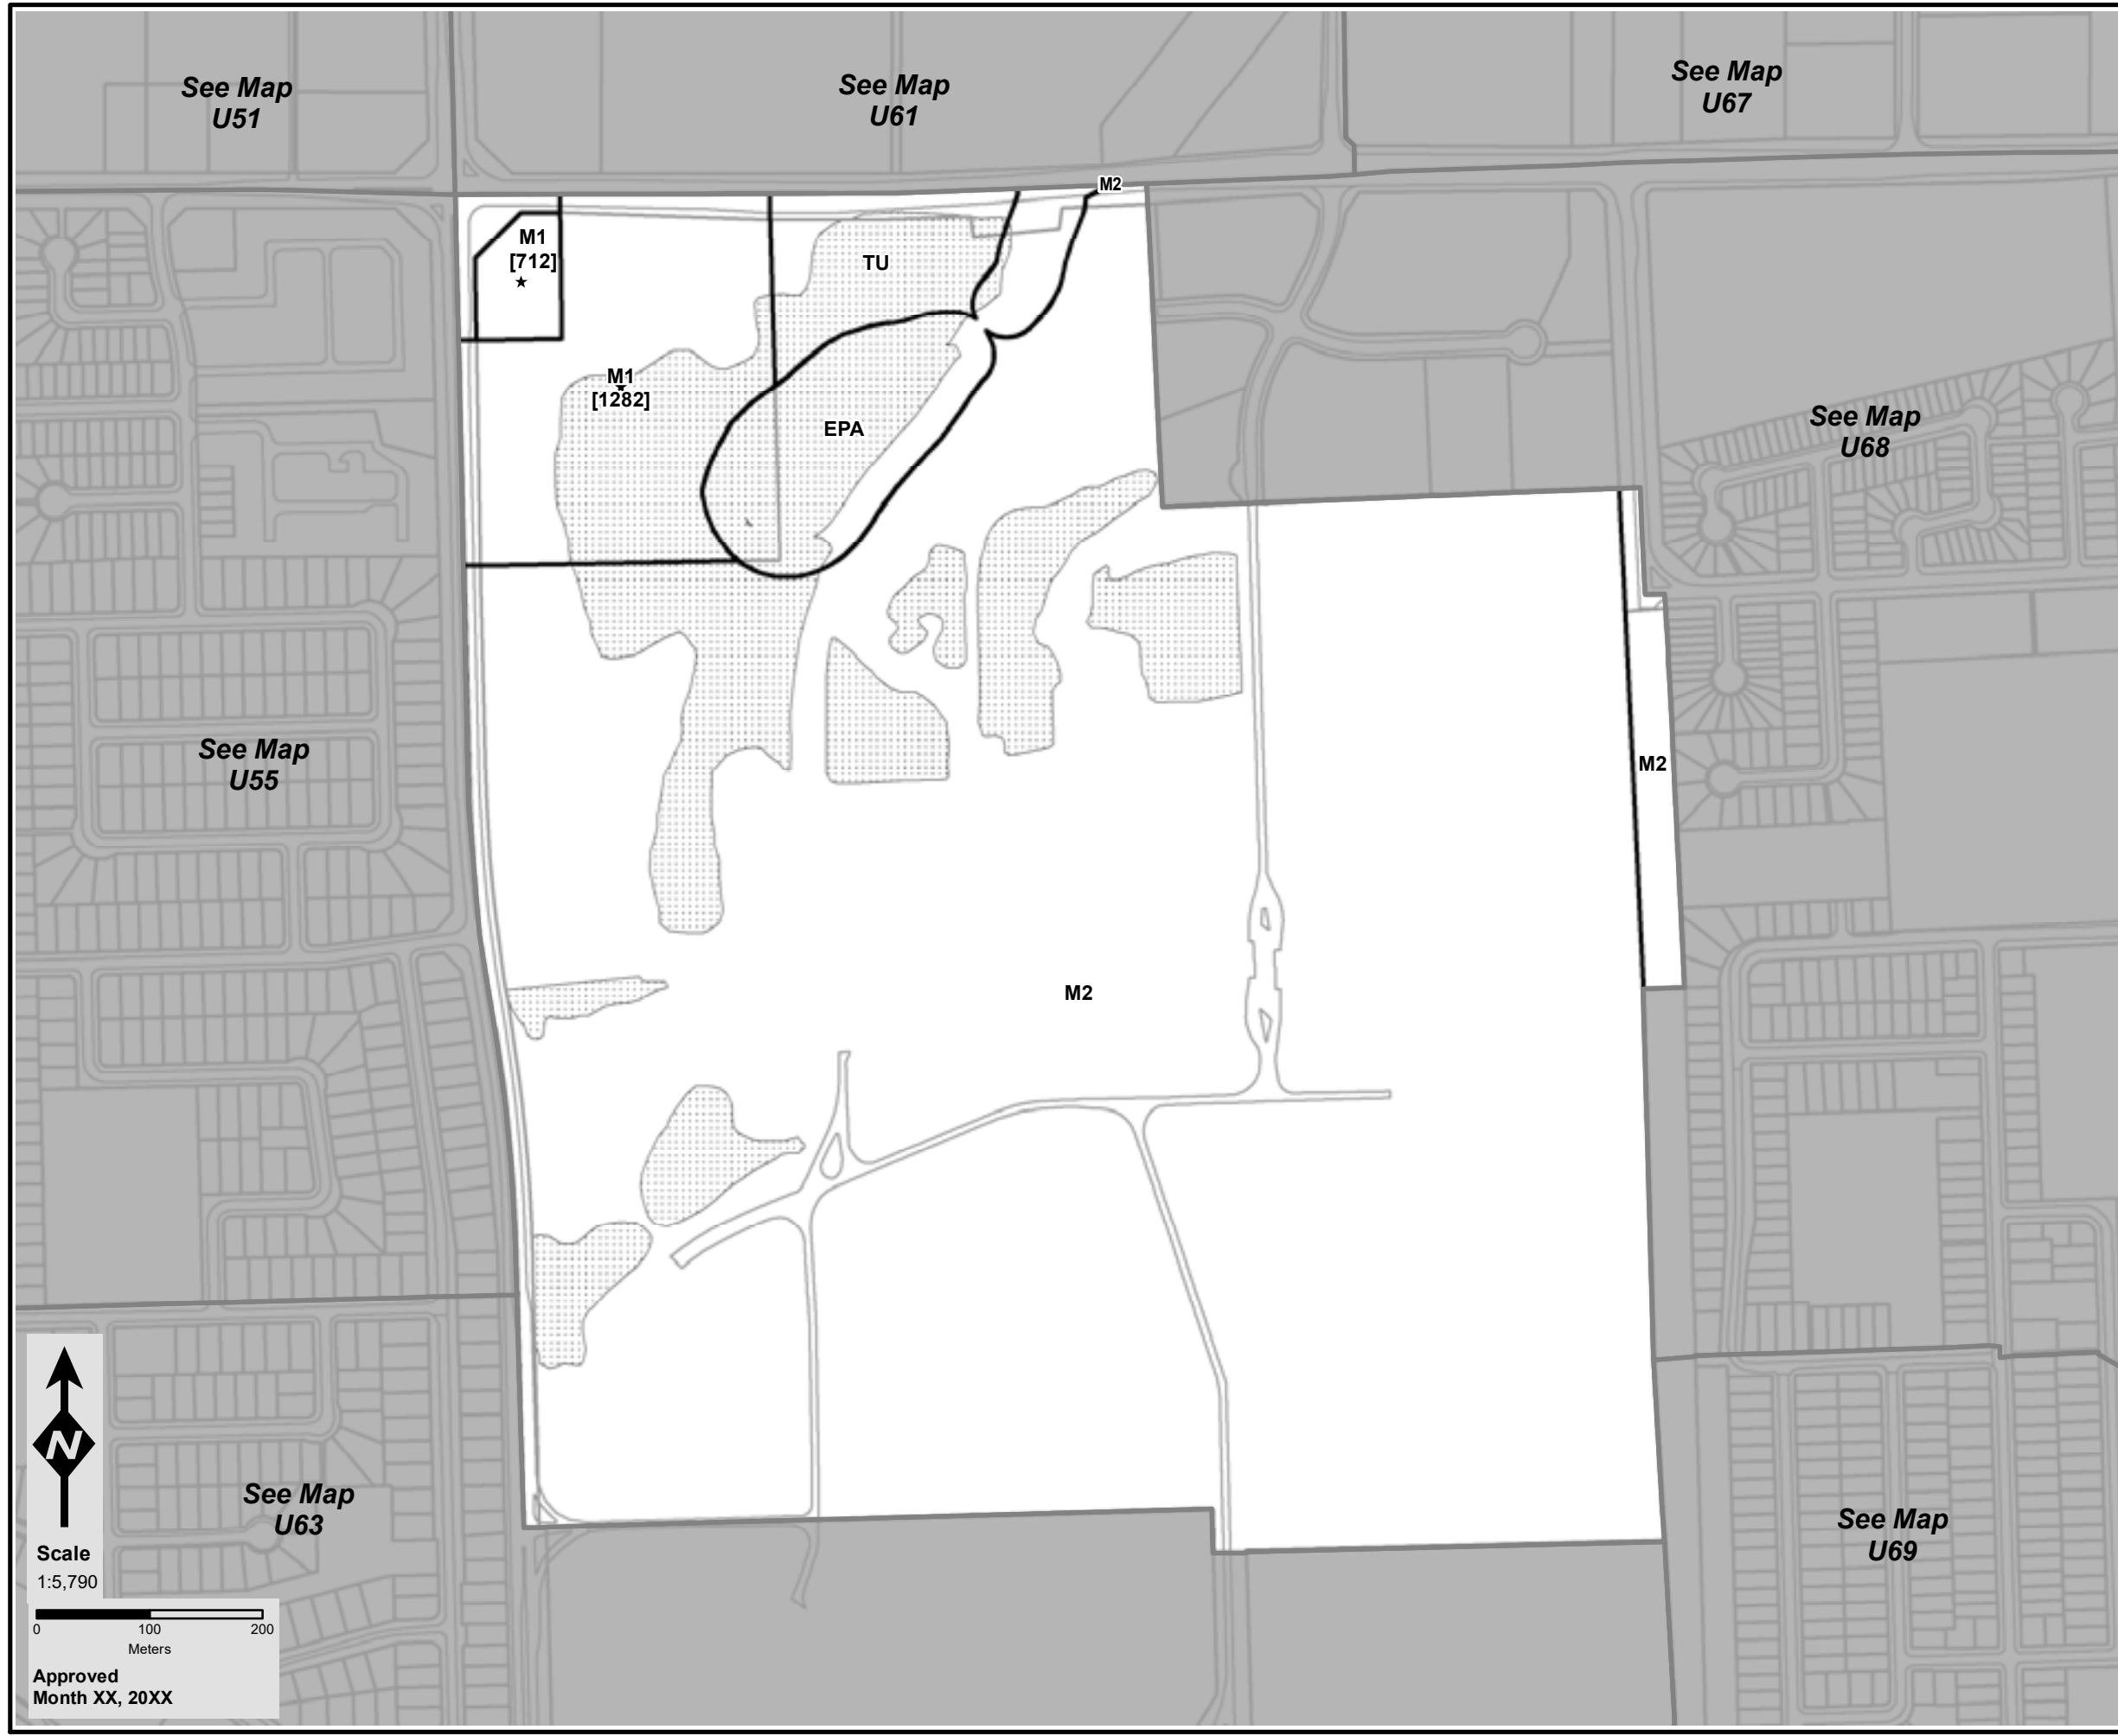 See Map
U51
See Map
U61
See Map
U67
M2
M1
[712]
TU
M1
[1282]
EPA
See Map
U68
See Map
U55
M2
M2
N
Scale
1:5,790
0 100 200
Meters
Approved
Month XX, 20XX
See Map
U63
See Map
U69